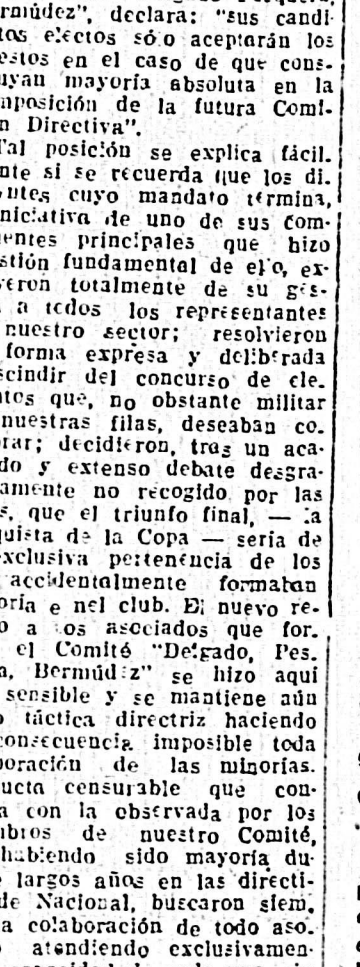 rmúdez", declara: "sus candi-
tos electos sólo aceptarán los
estos en el caso de que cons-
uyan mayoría absoluta en la
mposición de la futura Comi-
n Directiva".
Tal posición se explica fácil.
nte si se recuerda que los di-
ntes cuyo mandato termina,
niciativa de uno de sus com-
entes principales que hizo
stión fundamental de ello, ex-
yeron totalmente de su ges-
a todos los representantes
nuestro sector; resolvieron
forma expresa y deliberada
scindir del concurso de ele.
ntos que, no obstante militar
nuestras filas, deseaban co.
rar; decidieron, tras un aca-
do y extenso debate desgra-
amente no recogido por las
s, que el triunfo final, — la
quista de la Copa — sería de
exclusiva pertenencia de los
accidentalmente formaban
oría e nel club. El nuevo re-
o a los asociados que for.
el Comité "Delgado, Pes.
a, Bermúdez" se hizo aquí
sensible y se mantiene aún
o táctica directriz haciendo
consecuencia imposible toda
boración de las minorías.
ucta censurable que con-
a con la observada por los
mbros de nuestro Comité,
habiendo sido mayoría du-
e largos años en las directi-
de Nacional, buscaron siem.
a colaboración de todo aso.
o atendiendo exclusivamen-